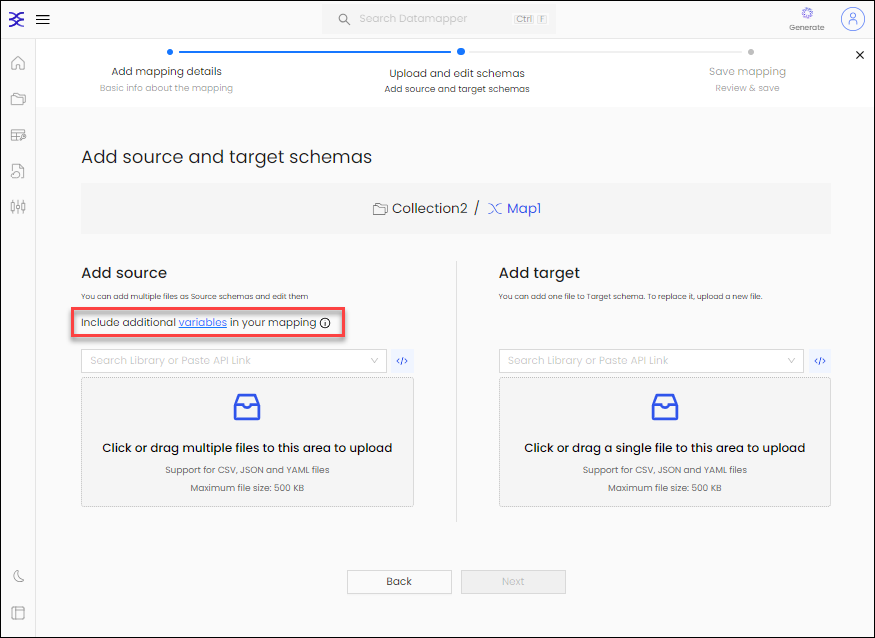 Search Datamapper
Ctrl F
Generate
Add mapping details
Basic info about the mapping
Upload and edit schemas
Add source and target schemas
Save mapping
Review & save
Add source and target schemas
Collection2 / Map1
Add source
You can add multiple files as Source schemas and edit them
Include additional variables in your mapping
Search Library or Paste API Link
</>
Click or drag multiple files to this area to upload
Support for CSV, JSON and YAML files
Maximum file size: 500 KB
Add target
You can add one file to Target schema. To replace it, upload a new file.
Search Library or Paste API Link
</>
Click or drag a single file to this area to upload
Support for CSV, JSON and YAML files
Maximum file size: 500 KB
Back
Next